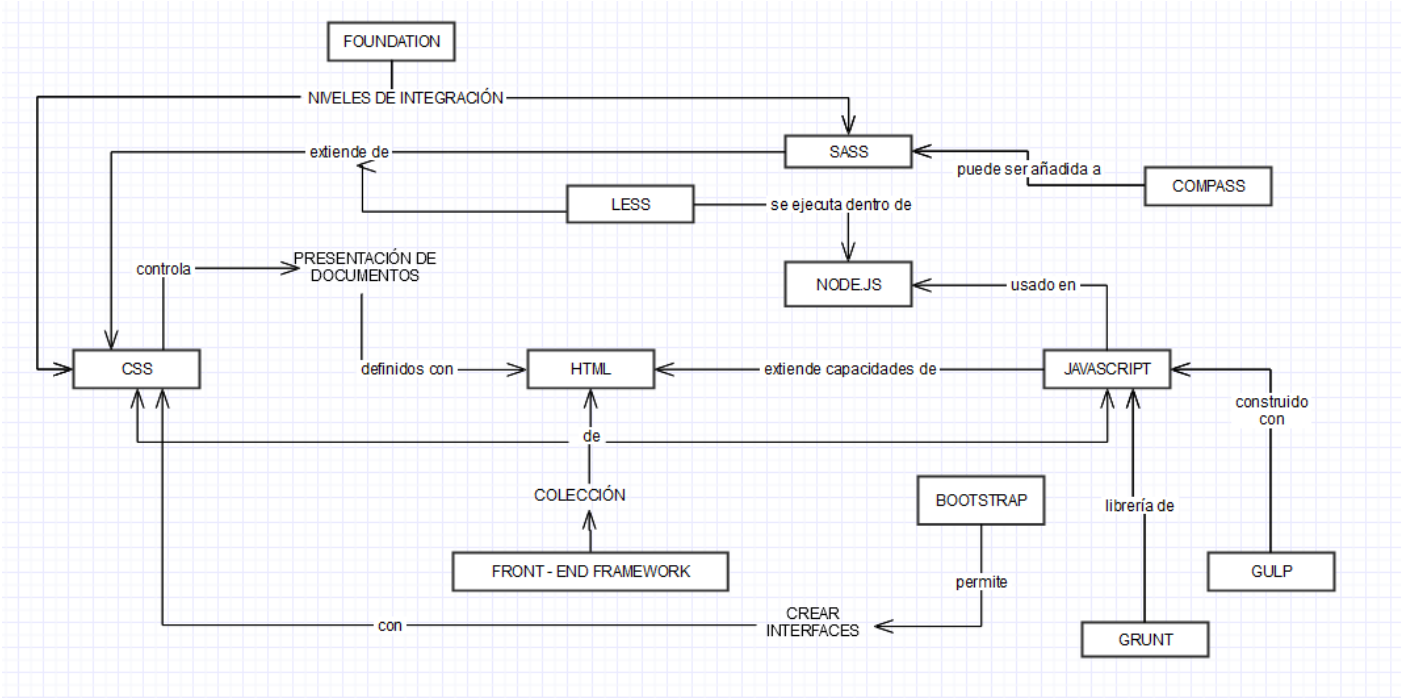 FOUNDATION
NIVELES DE INTEGRACIÓN
extiende de
SASS
puede ser añadida a
COMPASS
LESS
se ejecuta dentro de
PRESENTACIÓN DE
DOCUMENTOS
controla
NODE.JS
usado en
CSS
definidos con
HTML
extiende capacidades de
JAVASCRIPT
construido
con
de
COLECCIÓN
BOOTSTRAP
librería de
FRONT - END FRAMEWORK
permite
GULP
con
CREAR
INTERFACES
GRUNT